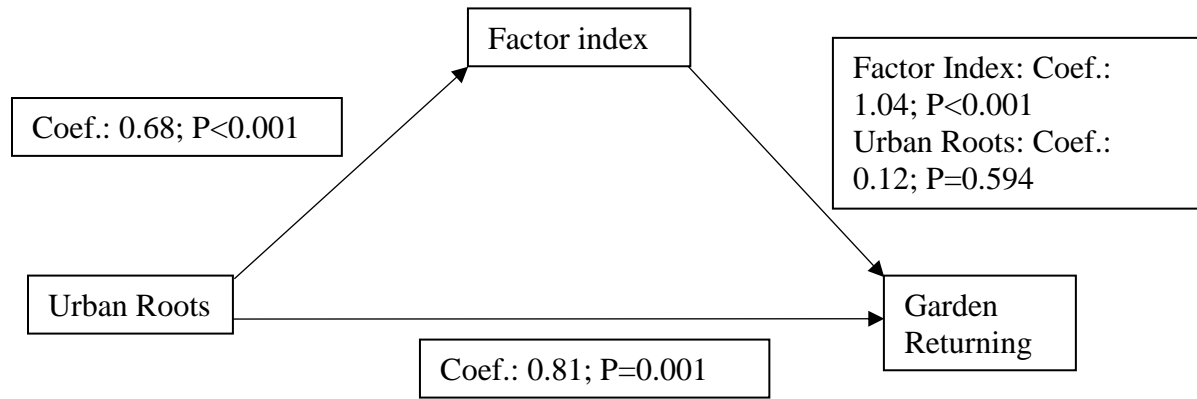 Factor index
Factor Index: Coef.:
1.04; P<0.001
Urban Roots: Coef.:
0.12; P=0.594
Coef.: 0.68; P<0.001
Urban Roots
Garden
Returning
Coef.: 0.81; P=0.001